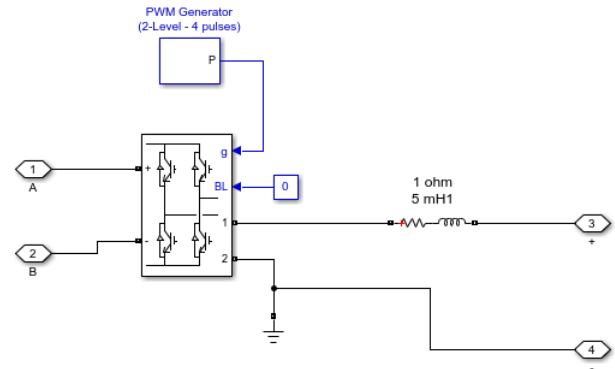 PWM Generator
(2-Level - 4 pulses)
P
g
1
A
+
BL
0
1 ohm
5 mH1
1
3
+
2
B
-
2
4